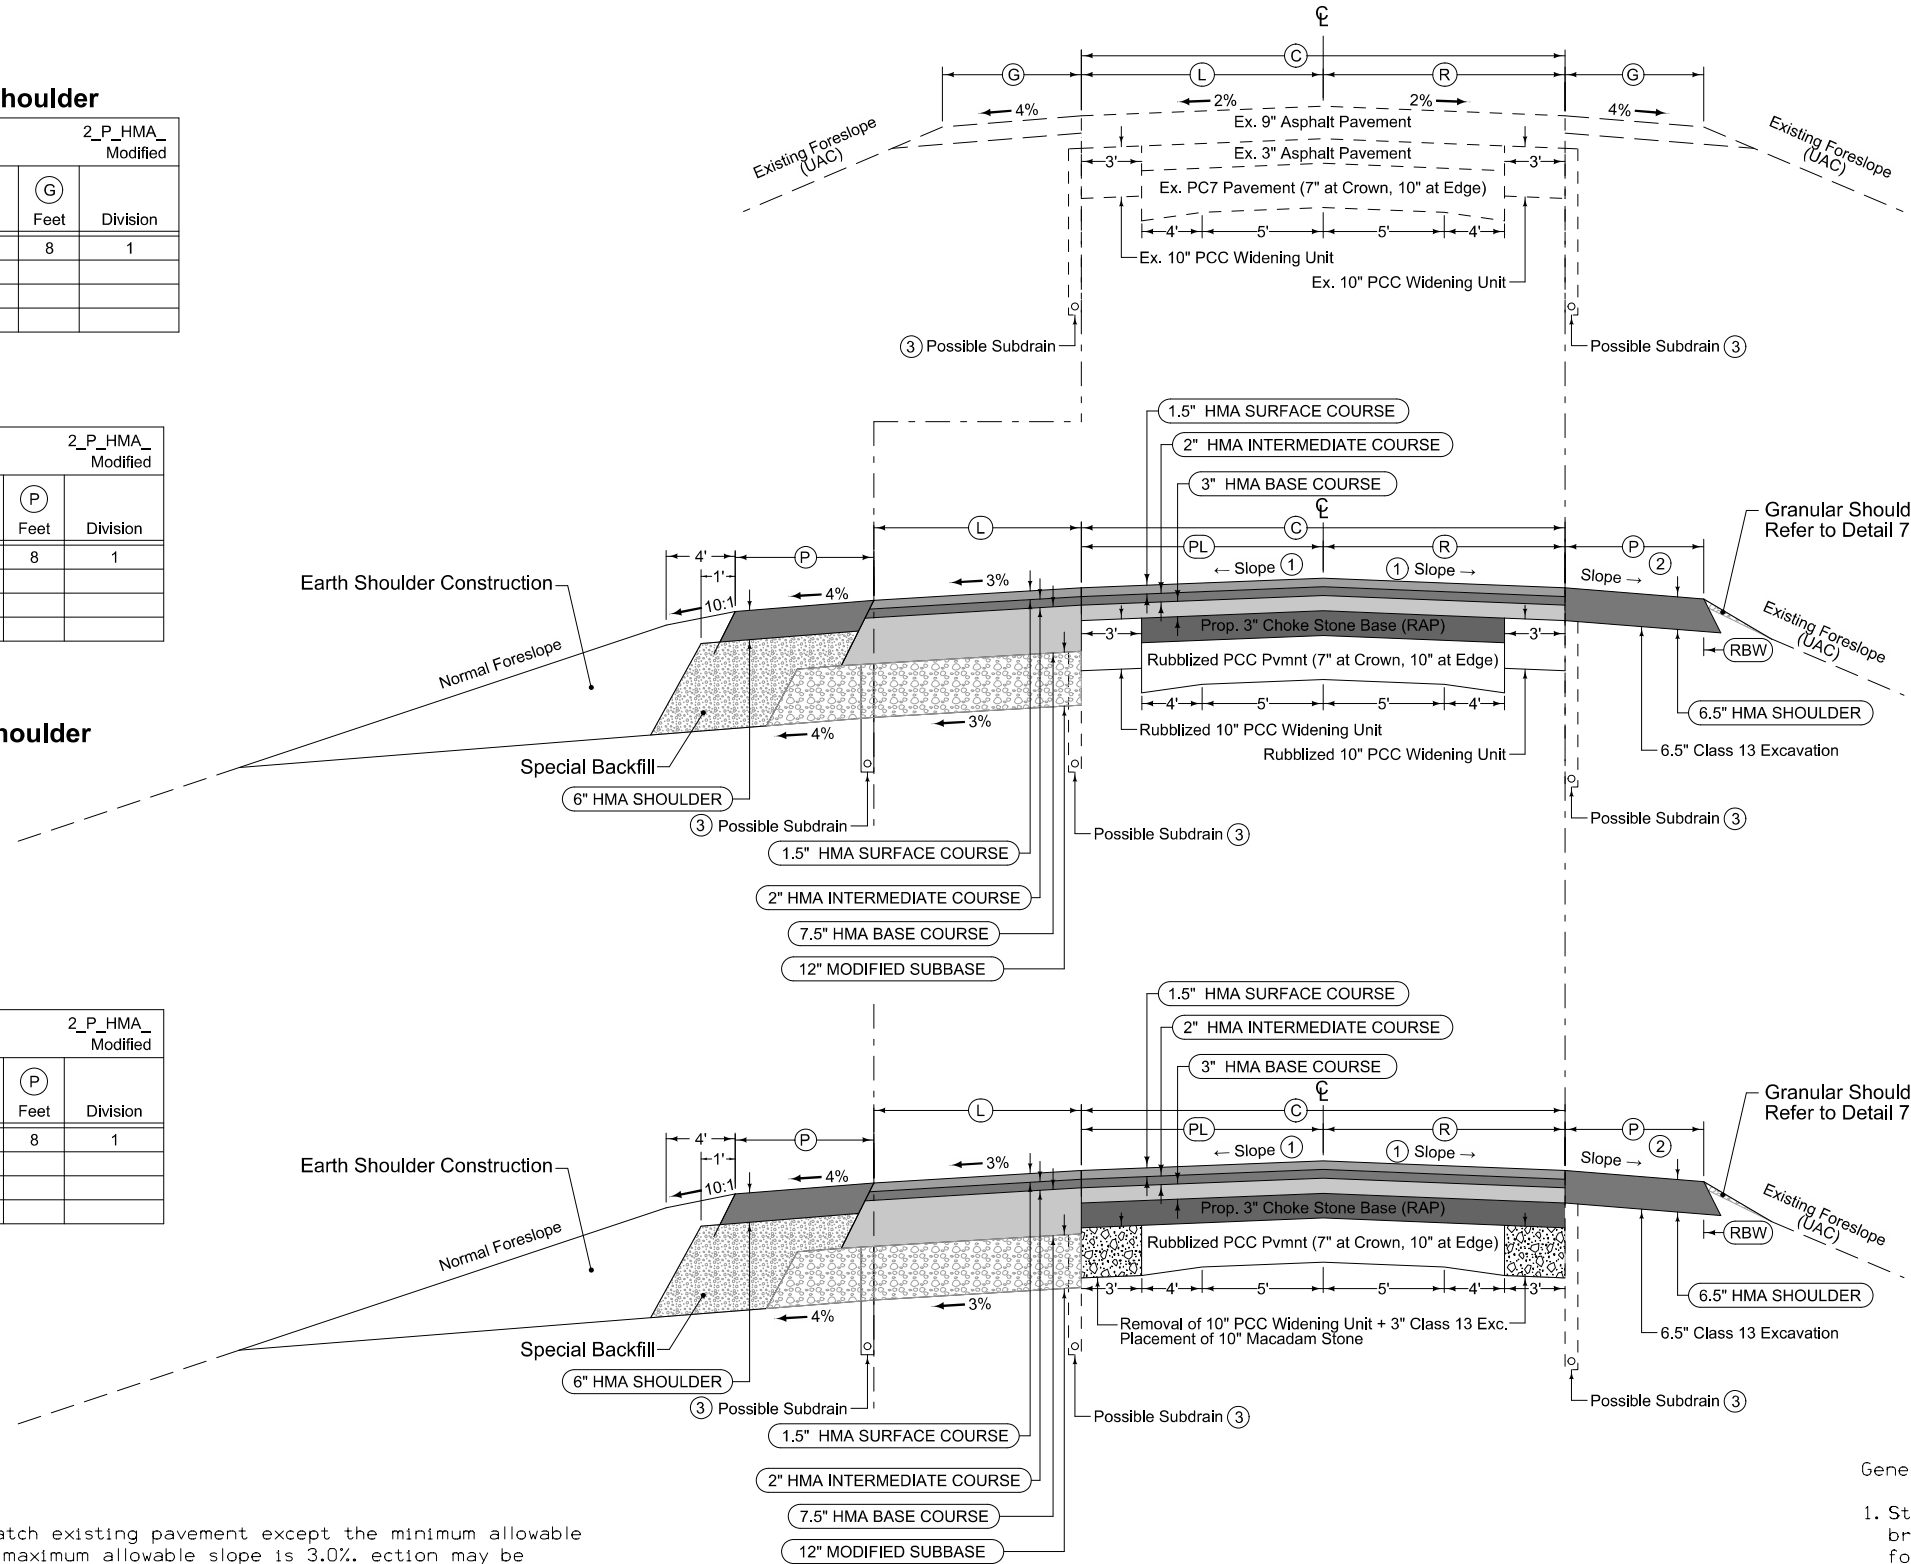 ℄
C
G
L
R
G
4%
2%
2%
4%
Existing Foreslope
(UAC)
Ex. 9" Asphalt Pavement
Existing Foreslope
(UAC)
3'
Ex. 3" Asphalt Pavement
3'
Ex. PC7 Pavement (7" at Crown, 10" at Edge)
4'
5'
5'
4'
Ex. 10" PCC Widening Unit
Ex. 10" PCC Widening Unit
3 Possible Subdrain
Possible Subdrain 3
houlder
2_P_HMA_
Modified
G
Feet
Division
8
1
2_P_HMA_
Modified
P
Feet
Division
8
1
1.5" HMA SURFACE COURSE
2" HMA INTERMEDIATE COURSE
3" HMA BASE COURSE
℄
Granular Should
Refer to Detail 7
L
C
4'
P
PL
R
P
1'
Earth Shoulder Construction
3%
← Slope 1
1 Slope →
Slope → 2
4%
10:1
Prop. 3" Choke Stone Base (RAP)
3'
3'
Existing Foreslope
(UAC)
RBW
Normal Foreslope
Rubblized PCC Pvmnt (7" at Crown, 10" at Edge)
4'
5'
5'
4'
6.5" HMA SHOULDER
3%
4%
Rubblized 10" PCC Widening Unit
Rubblized 10" PCC Widening Unit
6.5" Class 13 Excavation
Special Backfill
6" HMA SHOULDER
3 Possible Subdrain
Possible Subdrain 3
Possible Subdrain 3
1.5" HMA SURFACE COURSE
2" HMA INTERMEDIATE COURSE
7.5" HMA BASE COURSE
12" MODIFIED SUBBASE
houlder
2_P_HMA_
Modified
P
Feet
Division
8
1
1.5" HMA SURFACE COURSE
2" HMA INTERMEDIATE COURSE
3" HMA BASE COURSE
℄
Granular Should
Refer to Detail 7
L
C
4'
P
PL
R
P
1'
Earth Shoulder Construction
3%
← Slope 1
1 Slope →
Slope → 2
4%
10:1
Prop. 3" Choke Stone Base (RAP)
Existing Foreslope
(UAC)
RBW
Normal Foreslope
Rubblized PCC Pvmnt (7" at Crown, 10" at Edge)
3'
4'
5'
5'
4'
3'
6.5" HMA SHOULDER
3%
4%
Removal of 10" PCC Widening Unit + 3" Class 13 Exc.
Placement of 10" Macadam Stone
6.5" Class 13 Excavation
Special Backfill
6" HMA SHOULDER
3 Possible Subdrain
Possible Subdrain 3
Possible Subdrain 3
1.5" HMA SURFACE COURSE
2" HMA INTERMEDIATE COURSE
7.5" HMA BASE COURSE
12" MODIFIED SUBBASE
atch existing pavement except the minimum allowable
maximum allowable slope is 3.0%. ection may be
Gene
1. St
br
fo